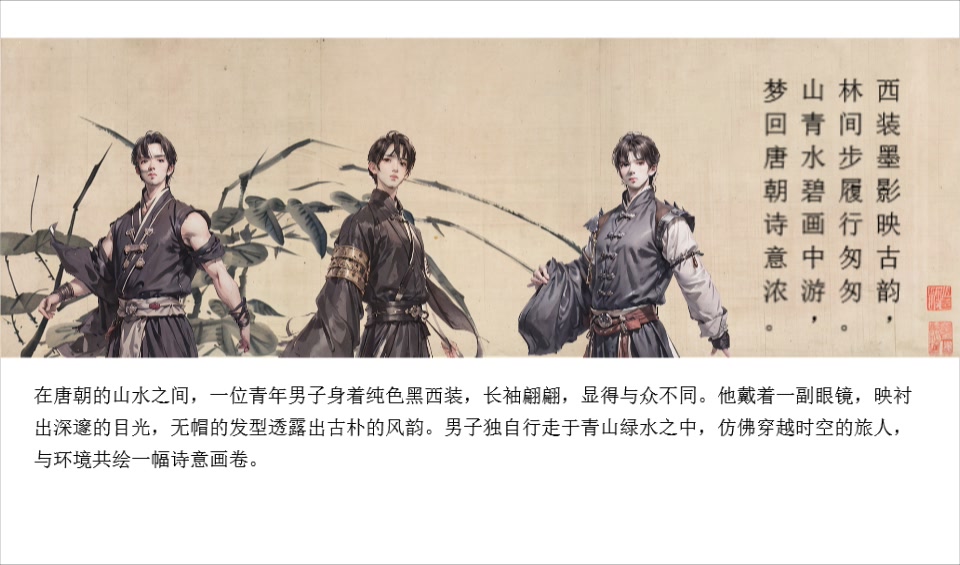 西装墨影映古韵，
林间步履行匆匆。
山青水碧画中游，
梦回唐朝诗意浓。
在唐朝的山水之间，一位青年男子身着纯色黑西装，长袖翩翩，显得与众不同。他戴着一副眼镜，映衬
出深邃的目光，无帽的发型透露出古朴的风韵。男子独自行走于青山绿水之中，仿佛穿越时空的旅人，
与环境共绘一幅诗意画卷。